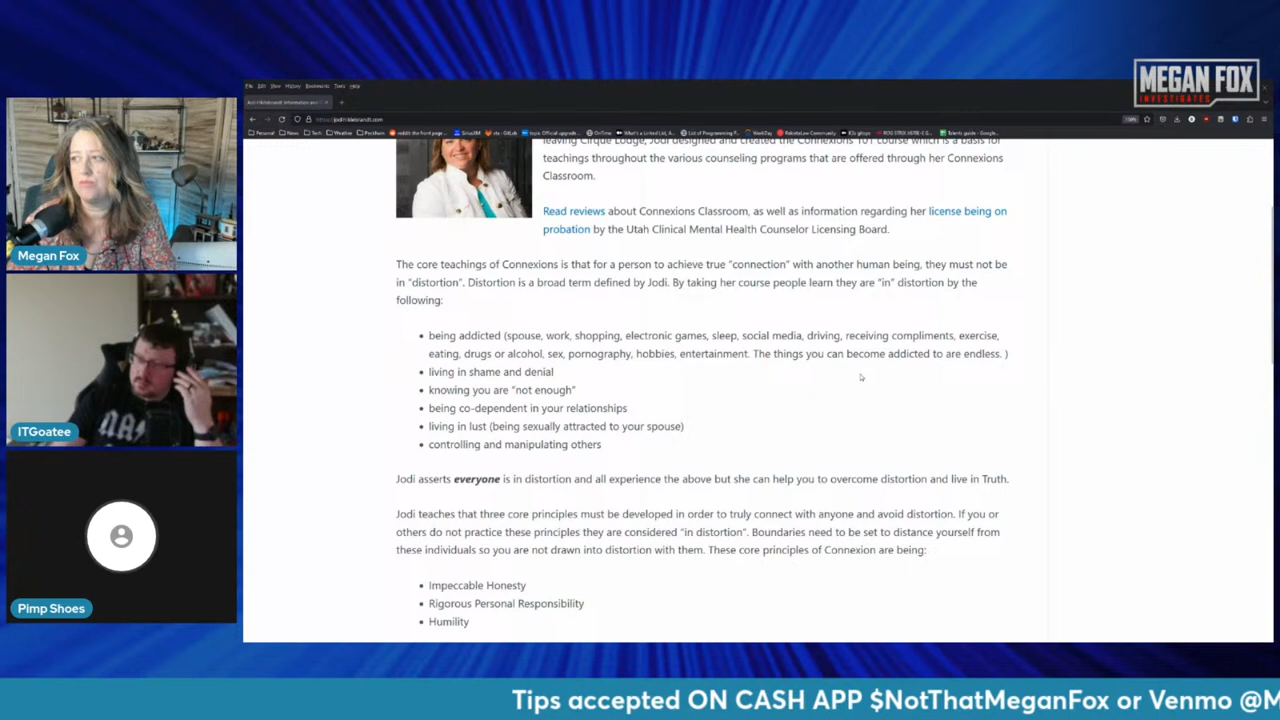 MEGAN FOX
INVESTIGATES
File Edit View History Bookmarks Tools Help
Personal News Tech Weather
leaving Cirque Lodge, Jodi designed and created the Connexions 101 course which is a basis for
teachings throughout the various counseling programs that are offered through her Connexions
Classroom.
Read reviews about Connexions Classroom, as well as information regarding her license being on
probation by the Utah Clinical Mental Health Counselor Licensing Board.
The core teachings of Connexions is that for a person to achieve true “connection” with another human being, they must not be
in “distortion”. Distortion is a broad term defined by Jodi. By taking her course people learn they are “in” distortion by the
following:
• being addicted (spouse, work, shopping, electronic games, sleep, social media, driving, receiving compliments, exercise,
eating, drugs or alcohol, sex, pornography, hobbies, entertainment. The things you can become addicted to are endless. )
• living in shame and denial
• knowing you are “not enough”
• being co-dependent in your relationships
• living in lust (being sexually attracted to your spouse)
• controlling and manipulating others
Jodi asserts everyone is in distortion and all experience the above but she can help you to overcome distortion and live in Truth.
Jodi teaches that three core principles must be developed in order to truly connect with anyone and avoid distortion. If you or
others do not practice these principles they are considered “in distortion”. Boundaries need to be set to distance yourself from
these individuals so you are not drawn into distortion with them. These core principles of Connexion are being:
• Impeccable Honesty
• Rigorous Personal Responsibility
• Humility
Megan Fox
ITGoatee
Pimp Shoes
Tips accepted ON CASH APP $NotThatMeganFox or Venmo @M